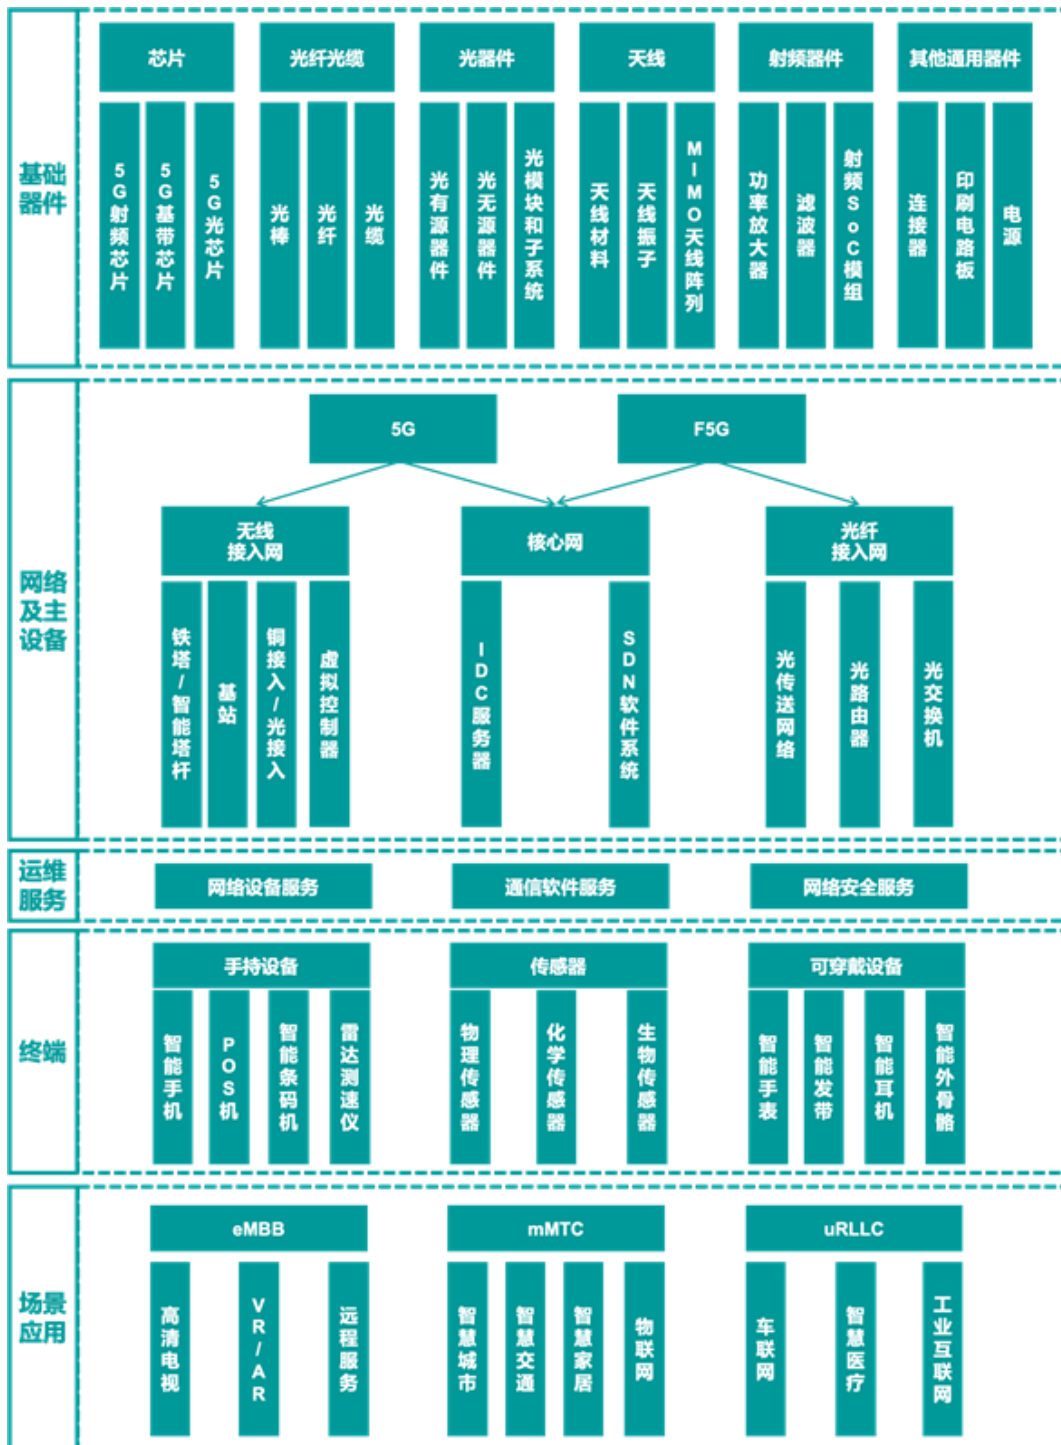 基础
器件
芯片
光纤光缆
光器件
天线
射频器件
其他通用器件
5G射频芯片
5G基带芯片
5G光芯片
光棒
光纤
光缆
光有源器件
光无源器件
光模块和子系统
天线材料
天线振子
MIMO天线阵列
功率放大器
滤波器
射频SoC模组
连接器
印刷电路板
电源
网络
及主
设备
5G
F5G
无线
接入网
核心网
光纤
接入网
铁塔/智能塔杆
基站
铜接入/光接入
虚拟控制器
IDC服务器
SDN软件系统
光传送网络
光路由器
光交换机
运维
服务
网络设备服务
通信软件服务
网络安全服务
终端
手持设备
传感器
可穿戴设备
智能手机
POS机
智能条码机
雷达测速仪
物理传感器
化学传感器
生物传感器
智能手表
智能发带
智能耳机
智能外骨骼
场景
应用
eMBB
mMTC
uRLLC
高清电视
VR/AR
远程服务
智慧城市
智慧交通
智慧家居
物联网
车联网
智慧医疗
工业互联网